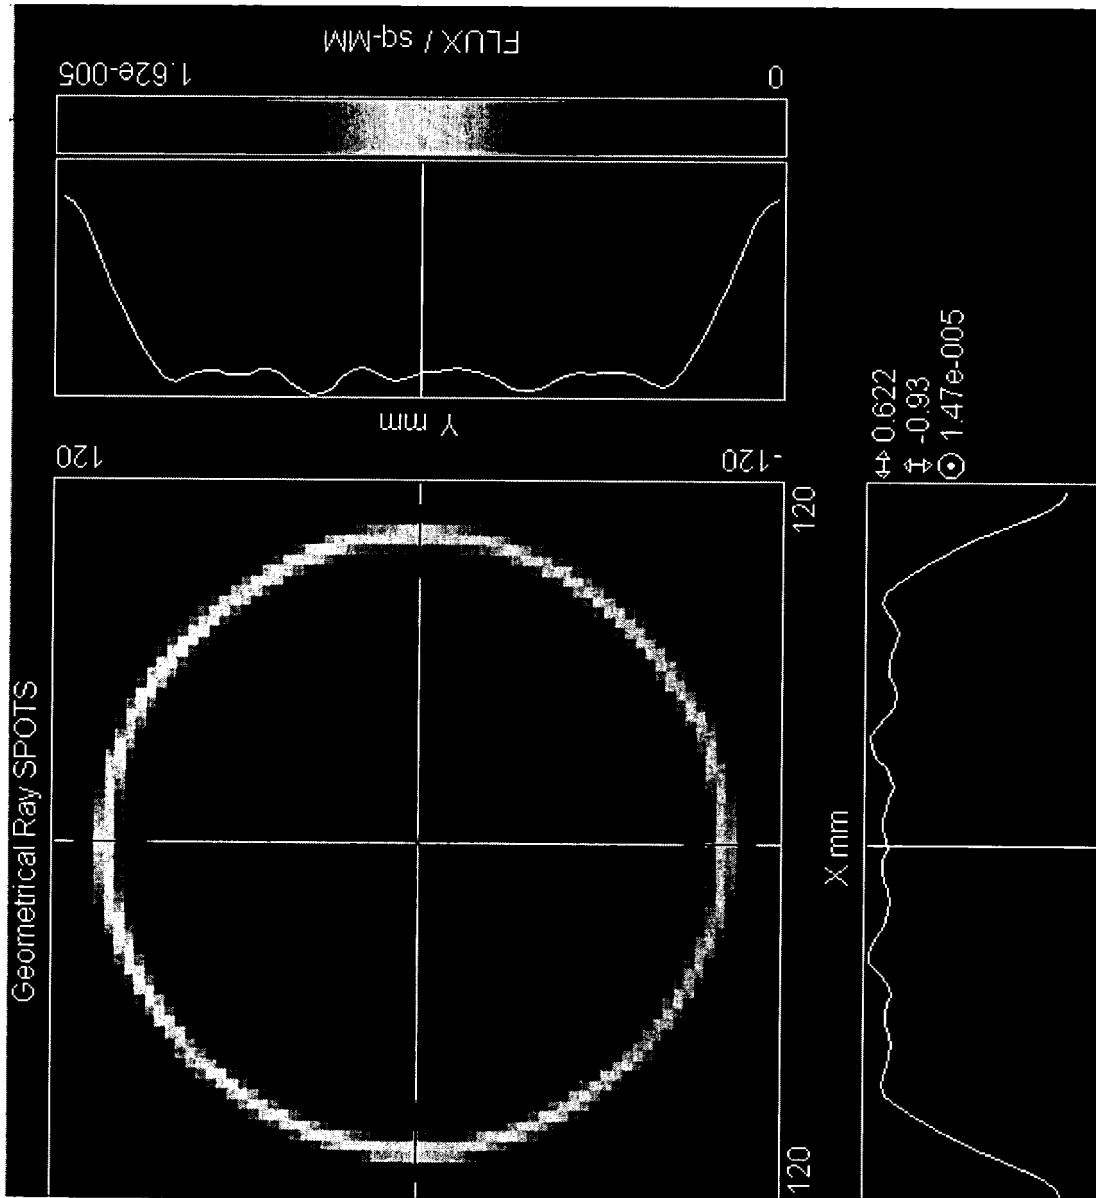 Geometrical Ray SPOTS
FLUX / sq-MM
1.62e-005
0
Y mm
120
-120
120
X mm
120
0.622
-0.93
1.47e-005